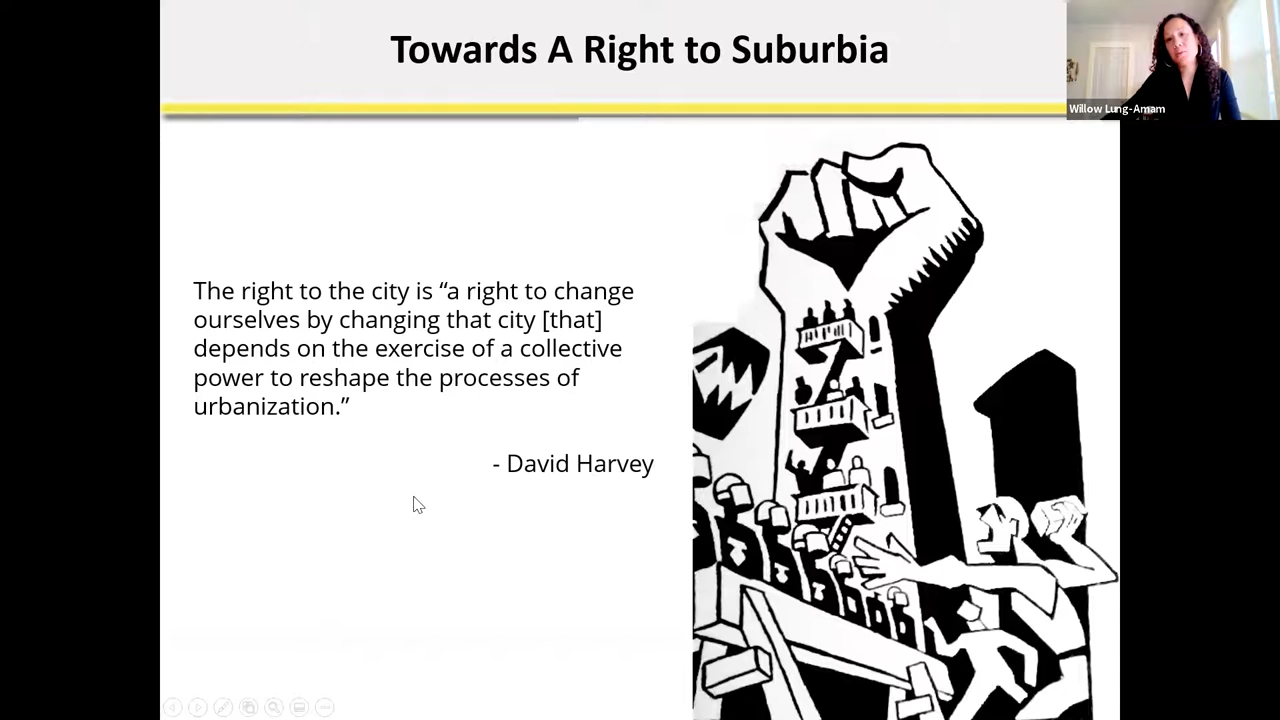 Towards A Right to Suburbia
Willow Lung-Amam
The right to the city is “a right to change
ourselves by changing that city [that]
depends on the exercise of a collective
power to reshape the processes of
urbanization.”
- David Harvey